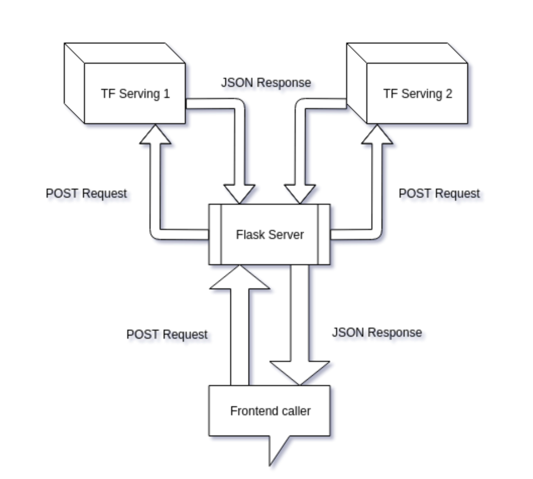 JSON Response
TF Serving 1
TF Serving 2
POST Request
POST Request
Flask Server
POST Request
JSON Response
Frontend caller